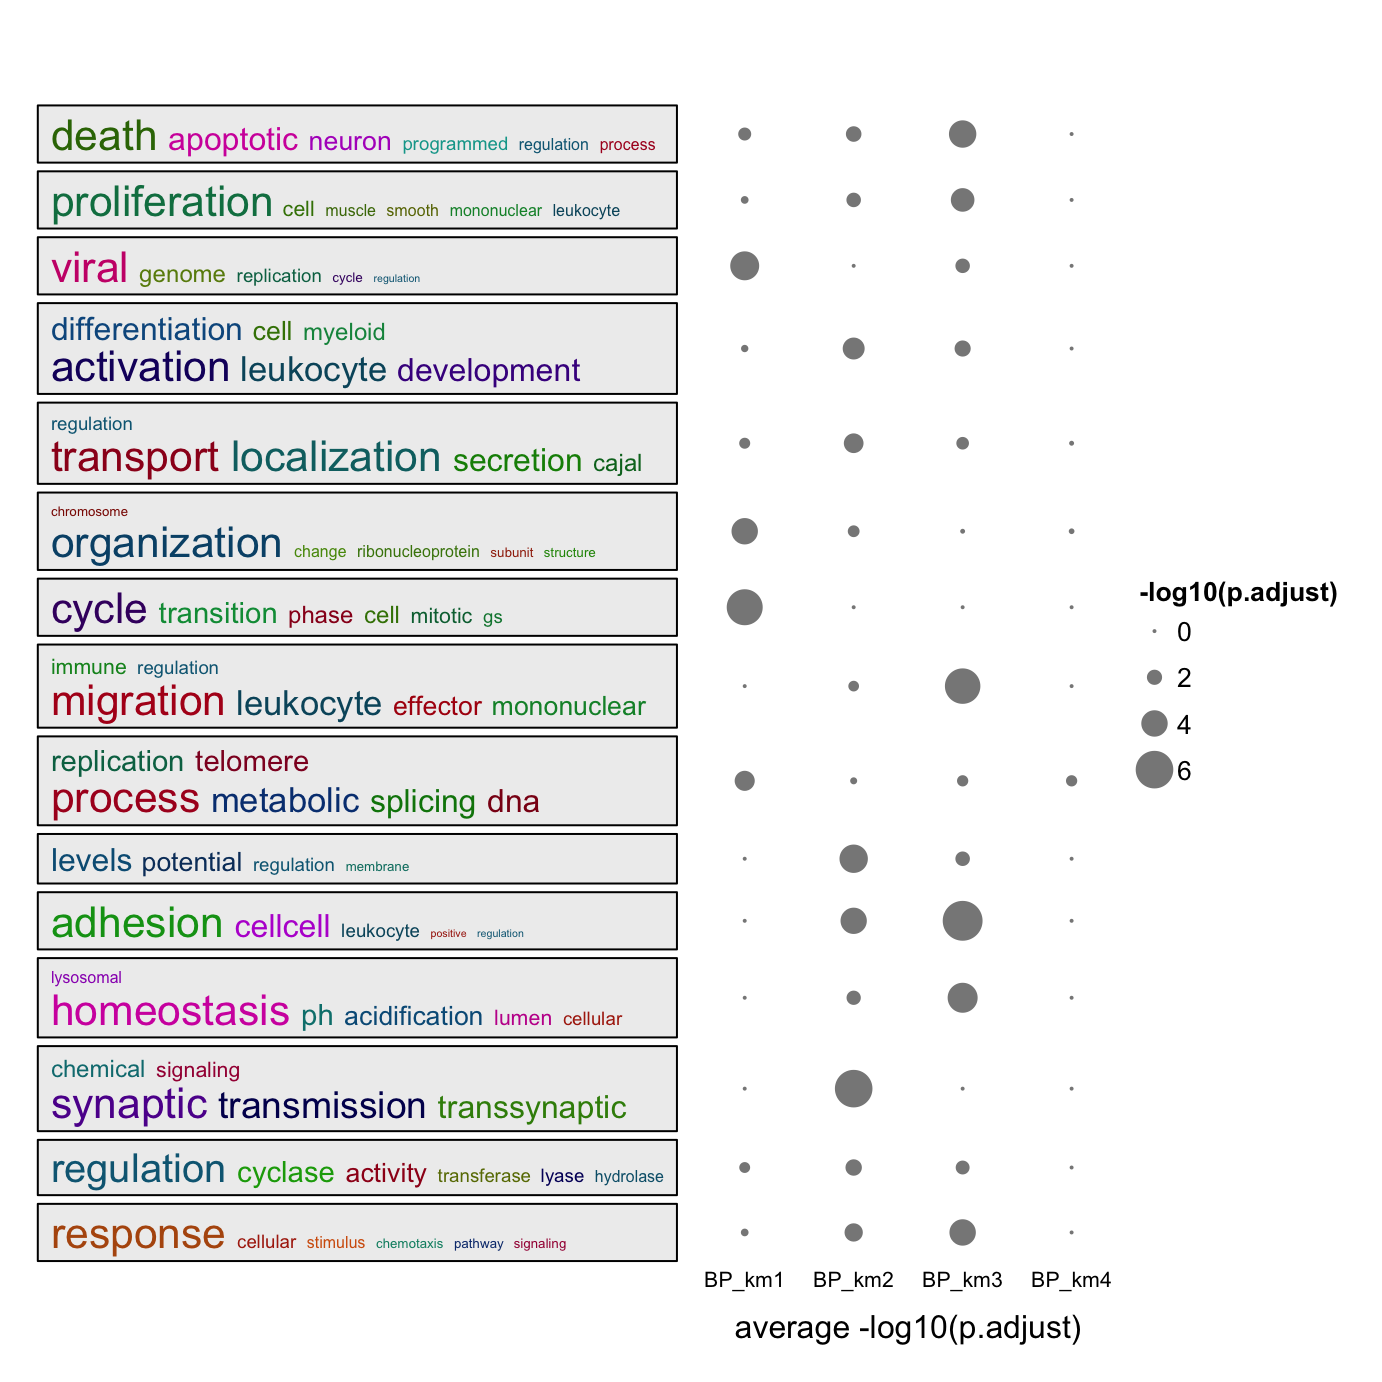 death apoptotic neuron programmed regulation process
proliferation cell muscle smooth mononuclear leukocyte
viral genome replication cycle regulation
differentiation cell myeloid
activation leukocyte development
regulation
transport localization secretion cajal
chromosome
organization change ribonucleoprotein subunit structure
cycle transition phase cell mitotic gs
immune regulation
migration leukocyte effector mononuclear
replication telomere
process metabolic splicing dna
levels potential regulation membrane
adhesion cellcell leukocyte positive regulation
lysosomal
homeostasis ph acidification lumen cellular
chemical signaling
synaptic transmission transsynaptic
regulation cyclase activity transferase lyase hydrolase
response cellular stimulus chemotaxis pathway signaling
BP_km1 BP_km2 BP_km3 BP_km4
average -log10(p.adjust)
-log10(p.adjust)
0
2
4
6